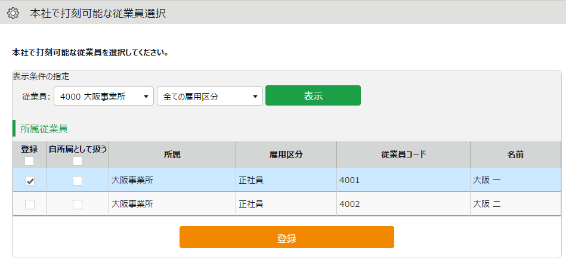 本社で打刻可能な従業員選択
本社で打刻可能な従業員を選択してください。
表示条件の指定
従業員: 4000 大阪事業所 全ての雇用区分 表示
所属従業員
登録 自所属として扱う 所属 雇用区分 従業員コード 名前
大阪事業所 正社員 4001 大阪 一
大阪事業所 正社員 4002 大阪 二
登録